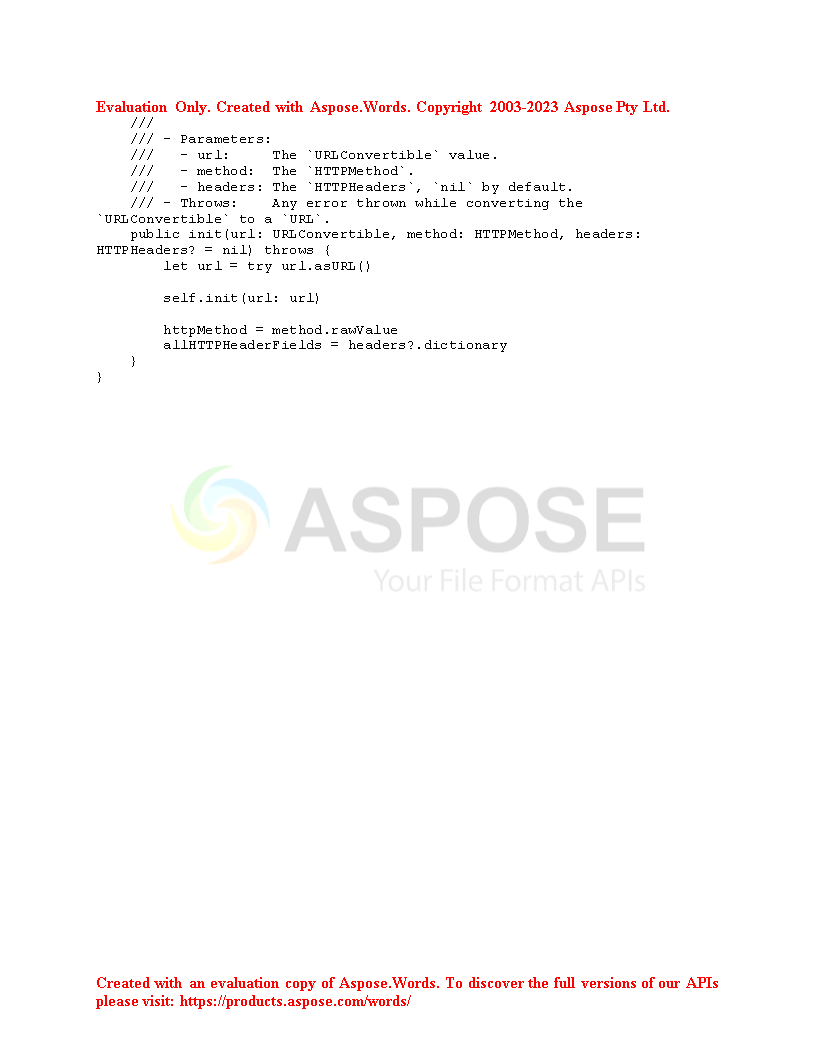 Evaluation Only. Created with Aspose.Words. Copyright 2003-2023 Aspose Pty Ltd.
    ///
    /// - Parameters:
    ///   - url:     The `URLConvertible` value.
    ///   - method:  The `HTTPMethod`.
    ///   - headers: The `HTTPHeaders`, `nil` by default.
    /// - Throws:    Any error thrown while converting the
`URLConvertible` to a `URL`.
    public init(url: URLConvertible, method: HTTPMethod, headers:
HTTPHeaders? = nil) throws {
        let url = try url.asURL()

        self.init(url: url)

        httpMethod = method.rawValue
        allHTTPHeaderFields = headers?.dictionary
    }
}
ASPOSE
Your File Format APIs
Created with an evaluation copy of Aspose.Words. To discover the full versions of our APIs
please visit: https://products.aspose.com/words/